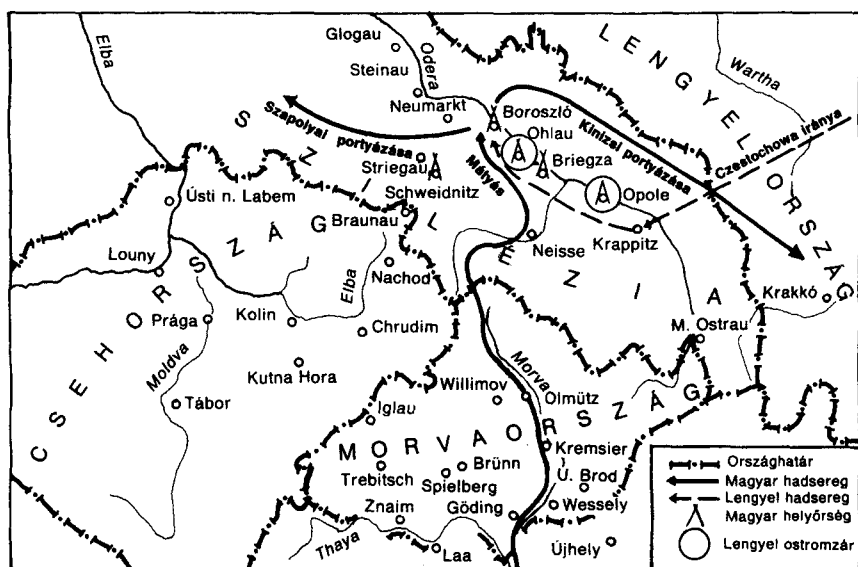 Elba
Glogau
Steinau
Odera
Neumarkt
LENGYELORSZÁG
Wartha
Szapolyai portyázása
Boroszló
Ohlau
Kinizsi portyázása
Czestochowa iránya
Striegau
Briegza
Mátyás
Schweidnitz
Opole
Ústi n. Labem
Braunau
Neisse
Krappitz
SZILÉZIA
Louny
Nachod
Elba
Krakkó
Prága
Kolin
Chrudim
M. Ostrau
CSEHORSZÁG
Moldva
Kutna Hora
Morva
Tábor
Willimov
Olmütz
Iglau
MORVAORSZÁG
Kremsier
Trebitsch
Brünn
Spielberg
U. Brod
Znaim
Göding
Wessely
Thaya
Laa
Újhely
Országhatár
Magyar hadsereg
Lengyel hadsereg
Magyar helyőrség
Lengyel ostromzár